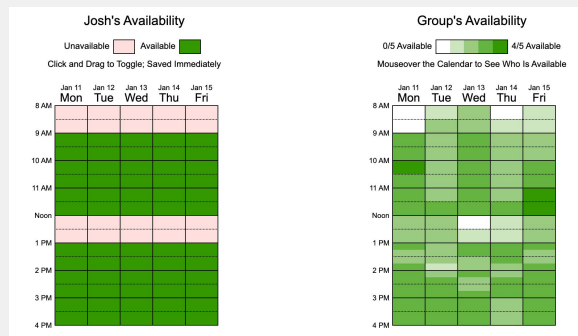 Josh's Availability
Unavailable Available
Click and Drag to Toggle; Saved Immediately
Jan 11 Jan 12 Jan 13 Jan 14 Jan 15
Mon Tue Wed Thu Fri
8 AM
9 AM
10 AM
11 AM
Noon
1 PM
2 PM
3 PM
4 PM
Group's Availability
0/5 Available 4/5 Available
Mouseover the Calendar to See Who Is Available
Jan 11 Jan 12 Jan 13 Jan 14 Jan 15
Mon Tue Wed Thu Fri
8 AM
9 AM
10 AM
11 AM
Noon
1 PM
2 PM
3 PM
4 PM